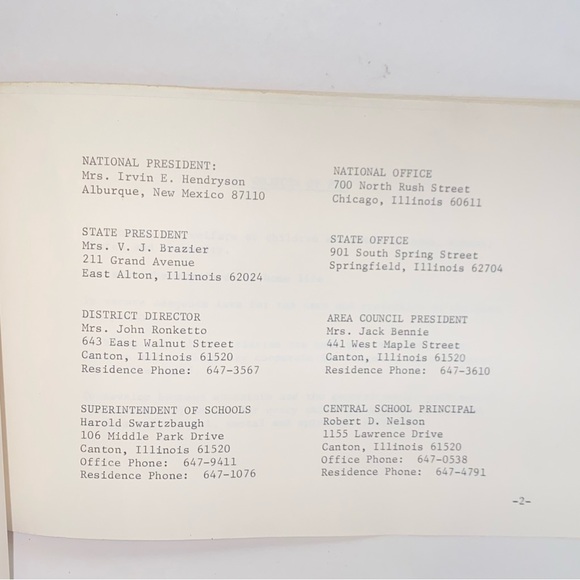 NATIONAL PRESIDENT:
Mrs. Irvin E. Hendryson
Alburque, New Mexico 87110
NATIONAL OFFICE
700 North Rush Street
Chicago, Illinois 60611
STATE PRESIDENT
Mrs. V. J. Brazier
211 Grand Avenue
East Alton, Illinois 62024
STATE OFFICE
901 South Spring Street
Springfield, Illinois 62704
DISTRICT DIRECTOR
Mrs. John Ronketto
643 East Walnut Street
Canton, Illinois 61520
Residence Phone: 647-3567
AREA COUNCIL PRESIDENT
Mrs. Jack Bennie
441 West Maple Street
Canton, Illinois 61520
Residence Phone: 647-3610
SUPERINTENDENT OF SCHOOLS
Harold Swartzbaugh
106 Middle Park Drive
Canton, Illinois 61520
Office Phone: 647-9411
Residence Phone: 647-1076
CENTRAL SCHOOL PRINCIPAL
Robert D. Nelson
1155 Lawrence Drive
Canton, Illinois 61520
Office Phone: 647-0538
Residence Phone: 647-4791
-2-